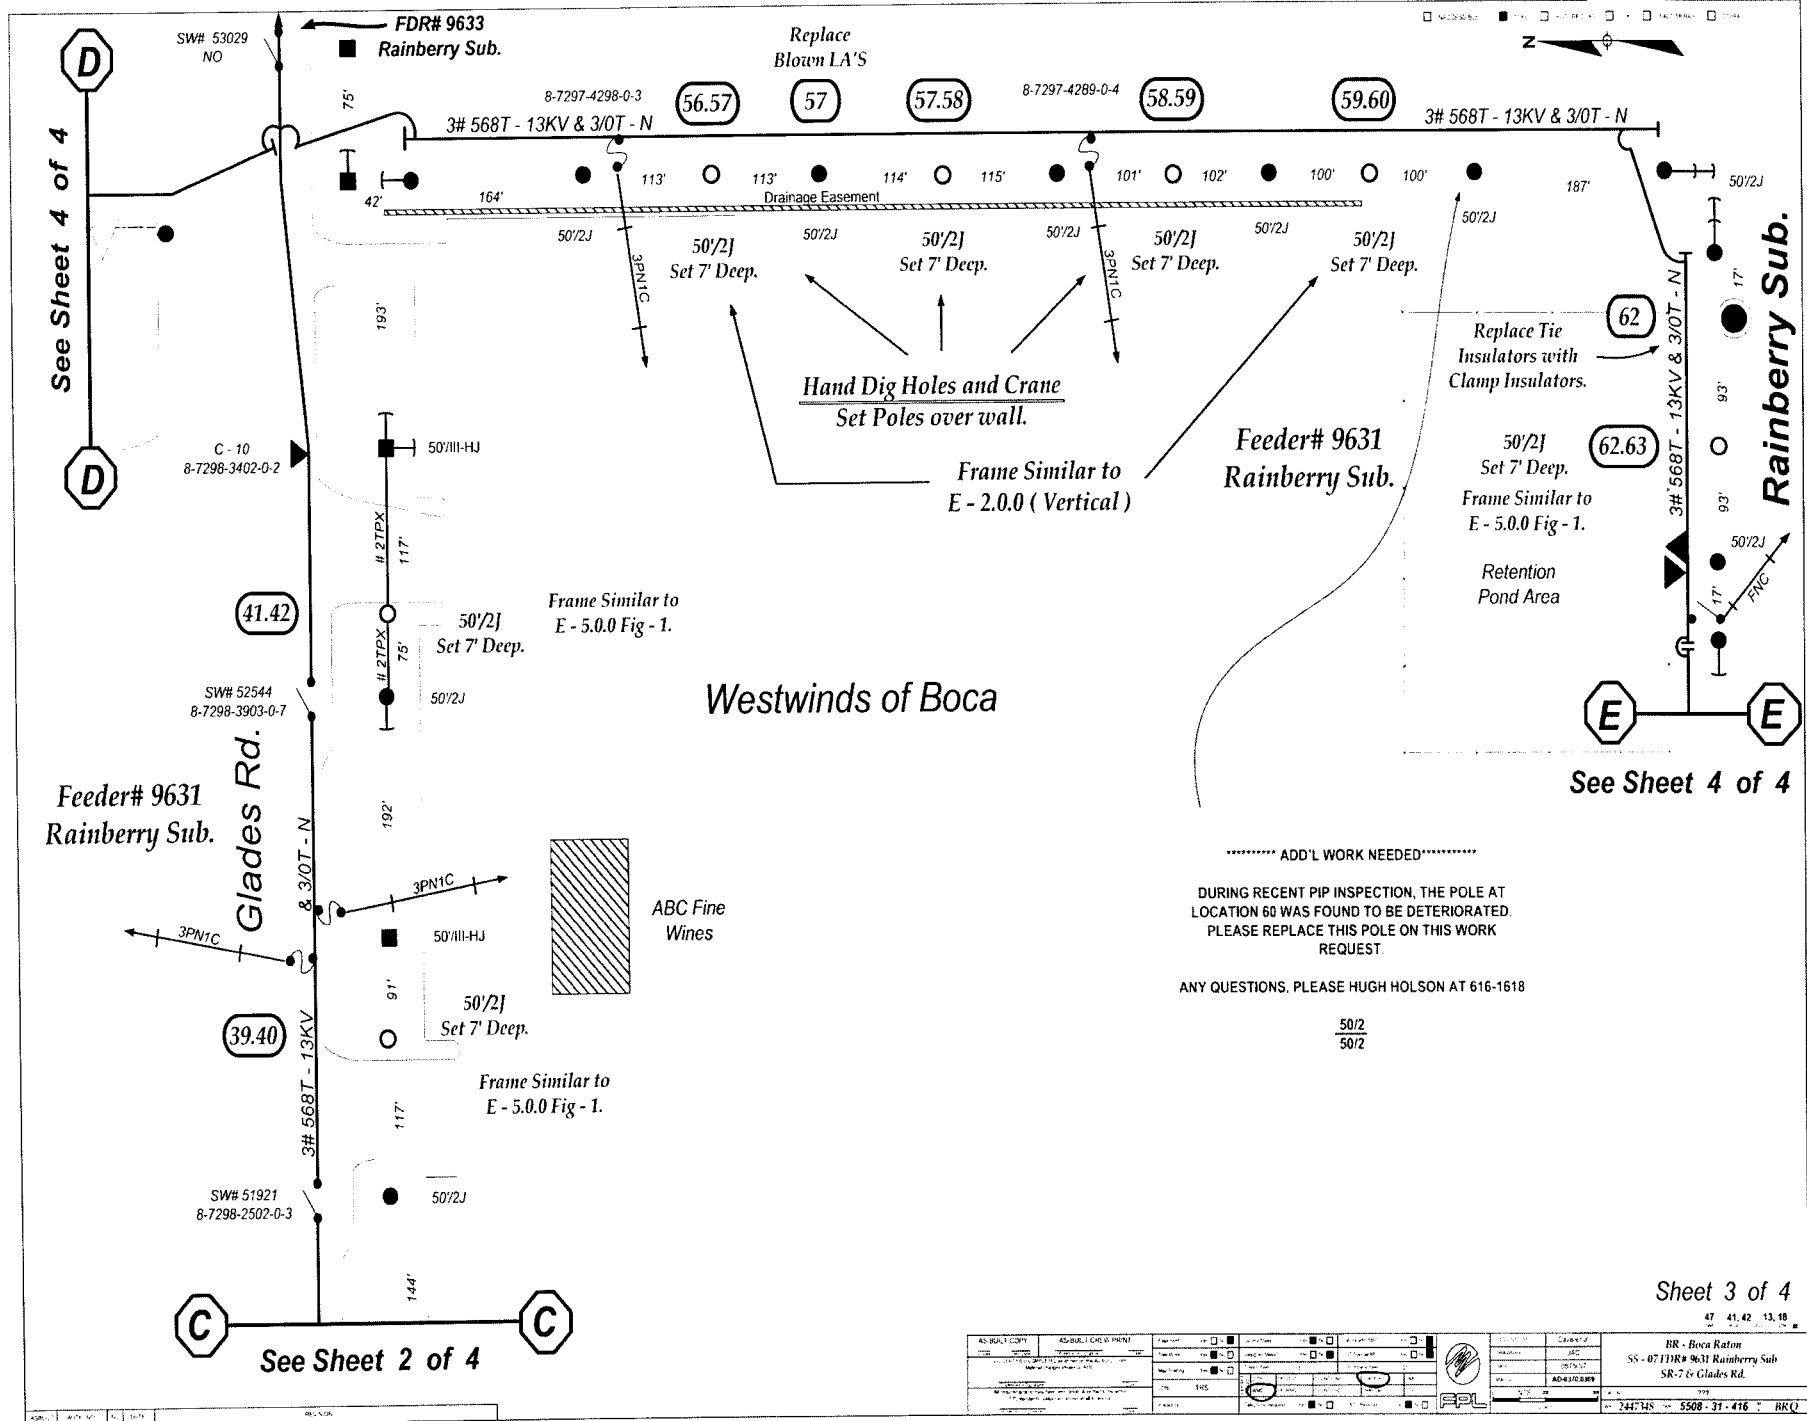 FDR# 9633
Rainberry Sub.
SW# 53029
NO
D
See Sheet 4 of 4
D
75'
Replace
Blown LA'S
N
8-7297-4298-0-3
56.57
57
57.58
8-7297-4289-0-4
58.59
59.60
3# 568T - 13KV & 3/0T - N
3# 568T - 13KV & 3/0T - N
42'
164'
113'
113'
114'
115'
101'
102'
100'
100'
187'
50'/2J
Drainage Easement
50'/2J
50'/2J
50'/2J
50'/2J
50'/2J
50'/2J
Set 7' Deep.
50'/2J
Set 7' Deep.
50'/2J
Set 7' Deep.
50'/2J
Set 7' Deep.
3PN1C
3PN1C
193'
Hand Dig Holes and Crane
Set Poles over wall.
Frame Similar to
E - 2.0.0 ( Vertical )
Feeder# 9631
Rainberry Sub.
Replace Tie
Insulators with
Clamp Insulators.
62
3# 568T - 13KV & 3/0T - N
17'
93'
93'
17'
Rainberry Sub.
50'/2J
Set 7' Deep.
62.63
Frame Similar to
E - 5.0.0 Fig - 1.
50'/2J
FNC
Retention
Pond Area
E
E
See Sheet 4 of 4
C - 10
8-7298-3402-0-2
50'/III-HJ
# 2TPX
117'
41.42
50'/2J
Set 7' Deep.
Frame Similar to
E - 5.0.0 Fig - 1.
# 2TPX
75'
SW# 52544
8-7298-3903-0-7
50'/2J
Westwinds of Boca
Glades Rd.
Feeder# 9631
Rainberry Sub.
192'
3# 568T - 13KV & 3/0T - N
3PN1C
3PN1C
50'/III-HJ
ABC Fine
Wines
91'
50'/2J
Set 7' Deep.
39.40
Frame Similar to
E - 5.0.0 Fig - 1.
117'
SW# 51921
8-7298-2502-0-3
50'/2J
144'
C
C
See Sheet 2 of 4
********** ADD'L WORK NEEDED***********
DURING RECENT PIP INSPECTION, THE POLE AT
LOCATION 60 WAS FOUND TO BE DETERIORATED.
PLEASE REPLACE THIS POLE ON THIS WORK
REQUEST.
ANY QUESTIONS, PLEASE HUGH HOLSON AT 616-1618
50/2
50/2
Sheet 3 of 4
47 41, 42 13, 18
AS-BUILT COPY
AS-BUILT CREW PRINT
FPL
BR - Boca Raton
SS - 07 FDR# 9631 Rainberry Sub
SR-7 & Glades Rd.
???
2447348 5508 - 31 - 416 BRQ
REVISION